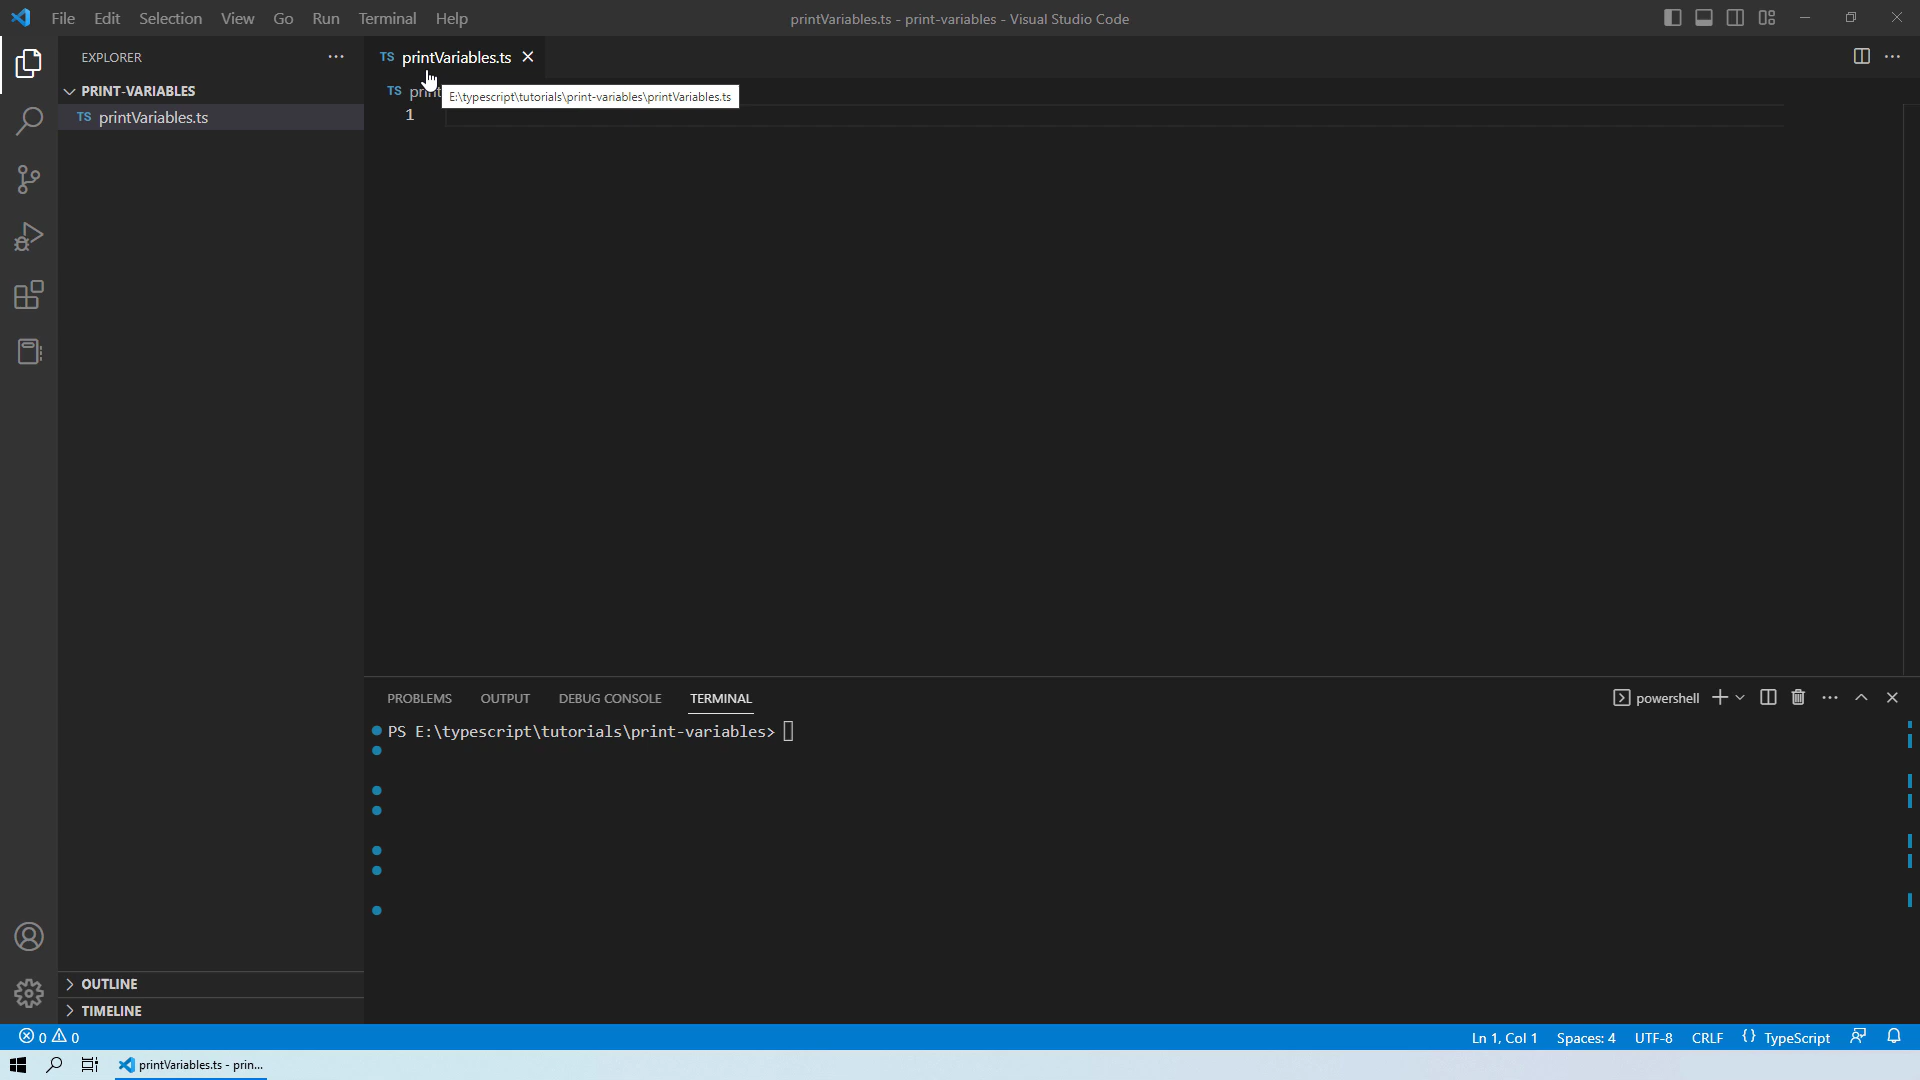 File Edit Selection View Go Run Terminal Help
printVariables.ts - print-variables - Visual Studio Code
EXPLORER
PRINT-VARIABLES
TS printVariables.ts
OUTLINE
TIMELINE
TS printVariables.ts
TS print
E:\typescript\tutorials\print-variables\printVariables.ts
1
PROBLEMS OUTPUT DEBUG CONSOLE TERMINAL
powershell
PS E:\typescript\tutorials\print-variables>
0 0
Ln 1, Col 1 Spaces: 4 UTF-8 CRLF {} TypeScript
printVariables.ts - prin...